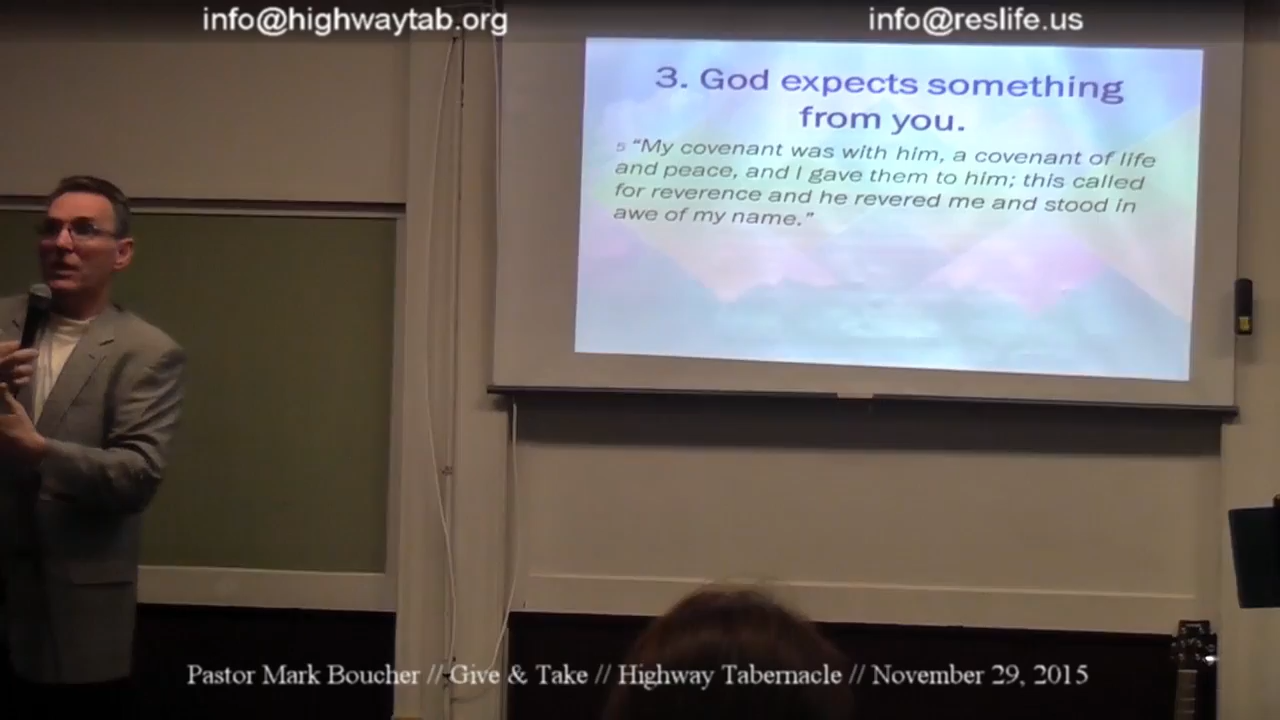 info@highwaytab.org
info@reslife.us
3. God expects something
from you.
5 “My covenant was with him, a covenant of life
and peace, and I gave them to him; this called
for reverence and he revered me and stood in
awe of my name.”
Pastor Mark Boucher // Give & Take // Highway Tabernacle // November 29, 2015